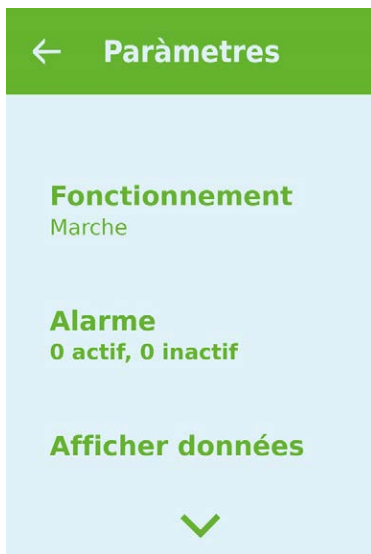 Paràmetres
Fonctionnement
Marche
Alarme
0 actif, 0 inactif
Afficher données